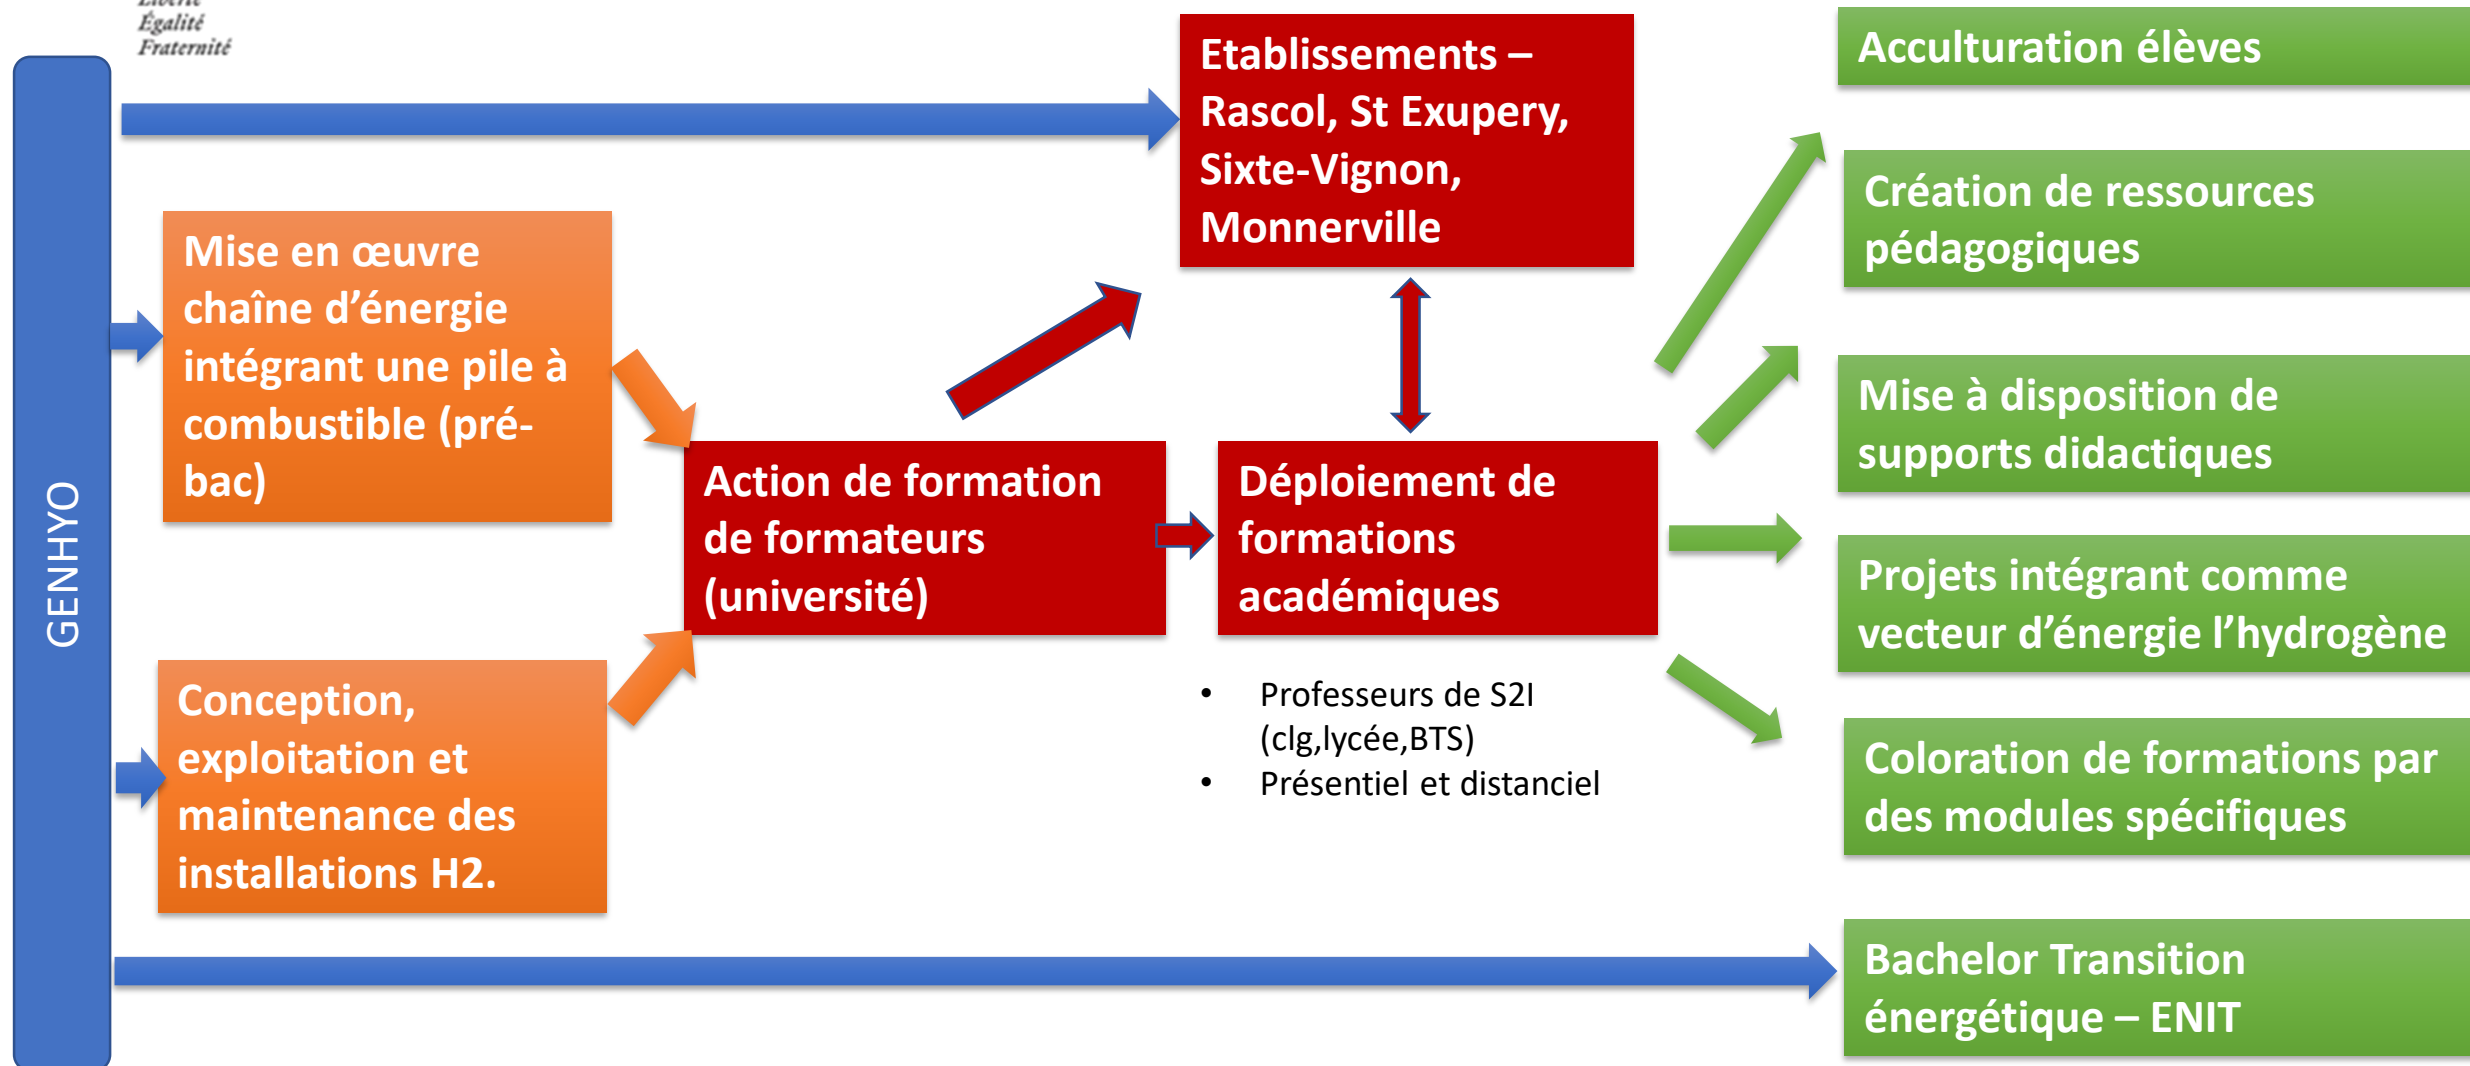 Liberté
Égalité
Fraternité
GENHYO
Mise en œuvre
chaîne d’énergie
intégrant une pile à
combustible (pré-
bac)
Conception,
exploitation et
maintenance des
installations H2.
Action de formation
de formateurs
(université)
Etablissements –
Rascol, St Exupery,
Sixte-Vignon,
Monnerville
Déploiement de
formations
académiques
• Professeurs de S2I
(clg,lycée,BTS)
• Présentiel et distanciel
Acculturation élèves
Création de ressources
pédagogiques
Mise à disposition de
supports didactiques
Projets intégrant comme
vecteur d’énergie l’hydrogène
Coloration de formations par
des modules spécifiques
Bachelor Transition
énergétique – ENIT